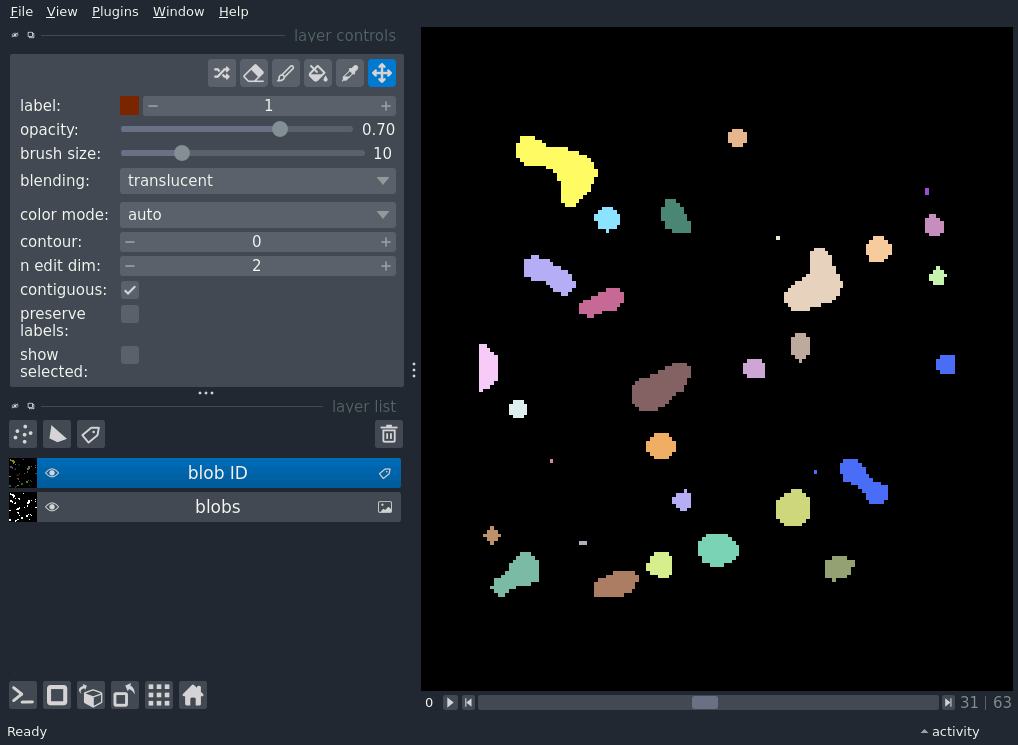 File View Plugins Window Help
layer controls
label: 1
opacity: 0.70
brush size: 10
blending: translucent
color mode: auto
contour: 0
n edit dim: 2
contiguous:
preserve
labels:
show
selected:
layer list
blob ID
blobs
0 31 | 63
Ready activity